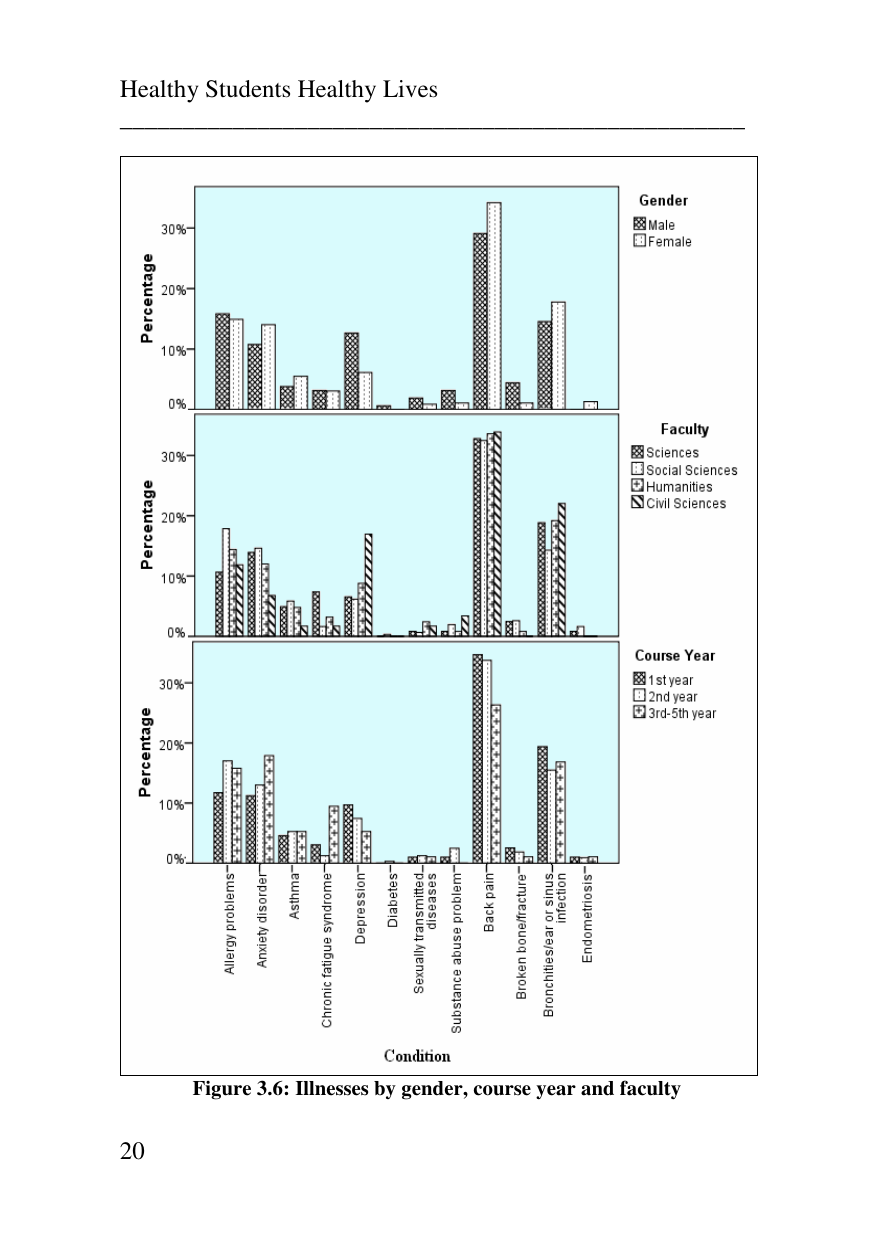 Healthy Students Healthy Lives
Gender
Male
Female
Percentage
30%
20%
10%
0%
Faculty
Sciences
Social Sciences
Humanities
Civil Sciences
Percentage
30%
20%
10%
0%
Course Year
1st year
2nd year
3rd-5th year
Percentage
30%
20%
10%
0%
Allergy problems
Anxiety disorder
Asthma
Chronic fatigue syndrome
Depression
Diabetes
Sexually transmitted
diseases
Substance abuse problem
Back pain
Broken bone/fracture
Bronchities/ear or sinus
infection
Endometriosis
Condition
Figure 3.6: Illnesses by gender, course year and faculty
20